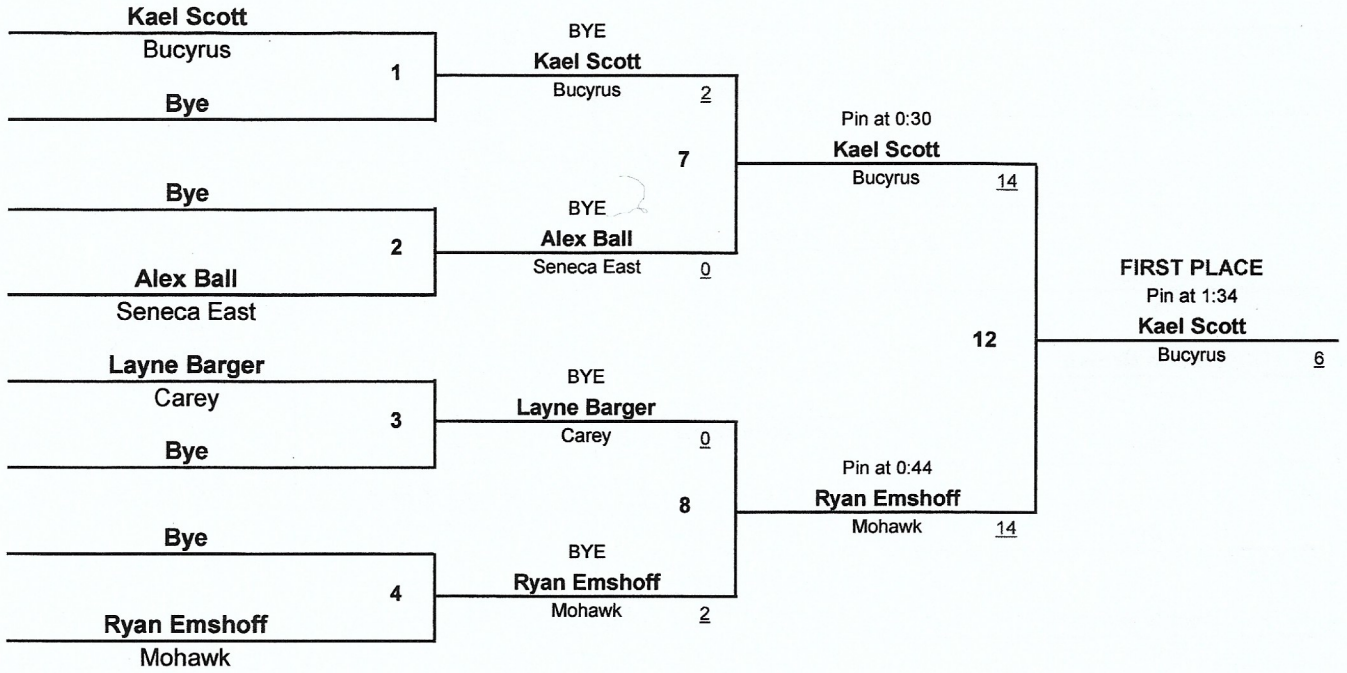 Kael Scott
Bucyrus
1
Bye
BYE
Kael Scott
Bucyrus
2
7
Bye
2
Alex Ball
Seneca East
BYE
Alex Ball
Seneca East
0
Pin at 0:30
Kael Scott
Bucyrus
14
Layne Barger
Carey
3
Bye
BYE
Layne Barger
Carey
0
8
Bye
4
Ryan Emshoff
Mohawk
BYE
Ryan Emshoff
Mohawk
2
Pin at 0:44
Ryan Emshoff
Mohawk
14
12
FIRST PLACE
Pin at 1:34
Kael Scott
Bucyrus
6